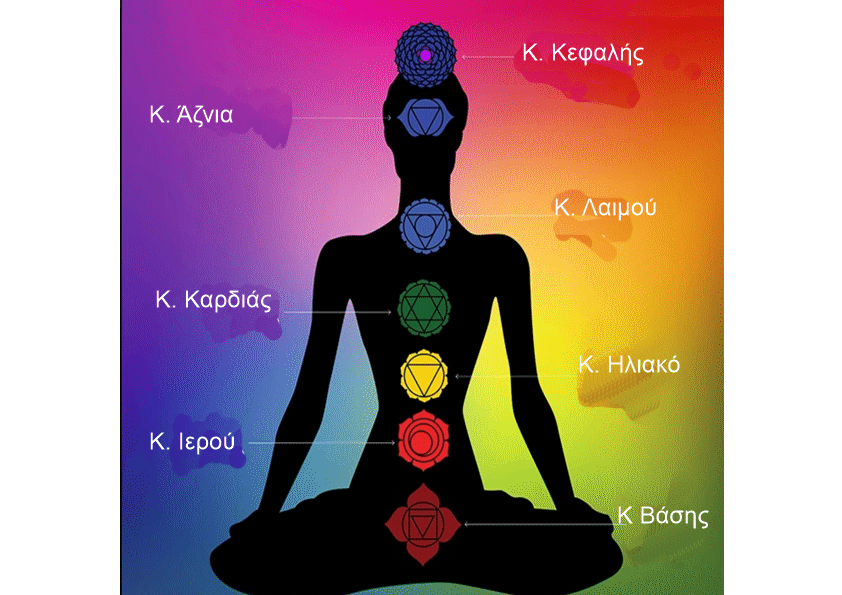 Κ. Κεφαλής
Κ. Άζνια
Κ. Λαιμού
Κ. Καρδιάς
Κ. Ηλιακό
Κ. Ιερού
Κ Βάσης